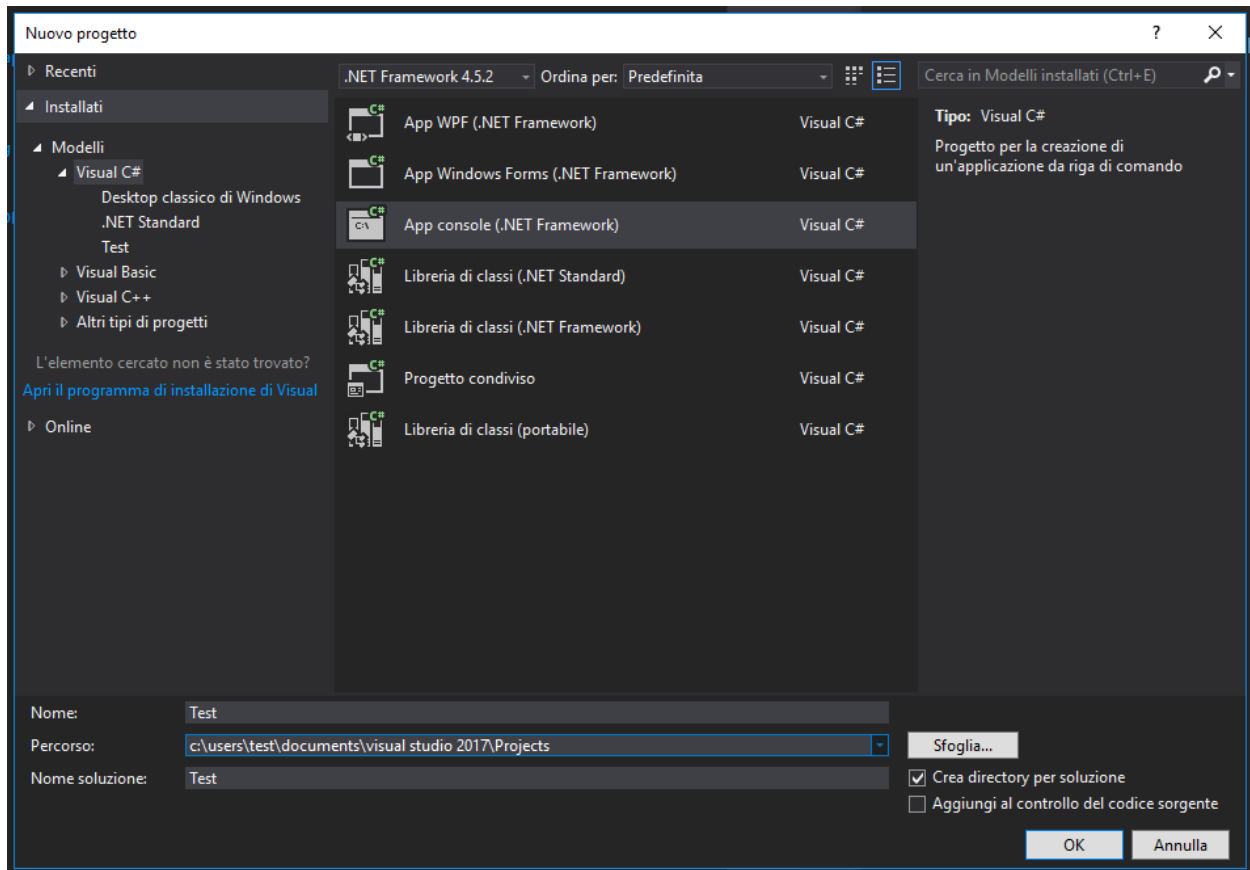 Nuovo progetto
?
Recenti
Installati
Modelli
Visual C#
Desktop classico di Windows
.NET Standard
Test
Visual Basic
Visual C++
Altri tipi di progetti
L'elemento cercato non è stato trovato?
Apri il programma di installazione di Visual
Online
.NET Framework 4.5.2
Ordina per: Predefinita
App WPF (.NET Framework) Visual C#
App Windows Forms (.NET Framework) Visual C#
App console (.NET Framework) Visual C#
Libreria di classi (.NET Standard) Visual C#
Libreria di classi (.NET Framework) Visual C#
Progetto condiviso Visual C#
Libreria di classi (portabile) Visual C#
Cerca in Modelli installati (Ctrl+E)
Tipo: Visual C#
Progetto per la creazione di
un'applicazione da riga di comando
Nome: Test
Percorso: c:\users\test\documents\visual studio 2017\Projects
Sfoglia...
Nome soluzione: Test
Crea directory per soluzione
Aggiungi al controllo del codice sorgente
OK Annulla